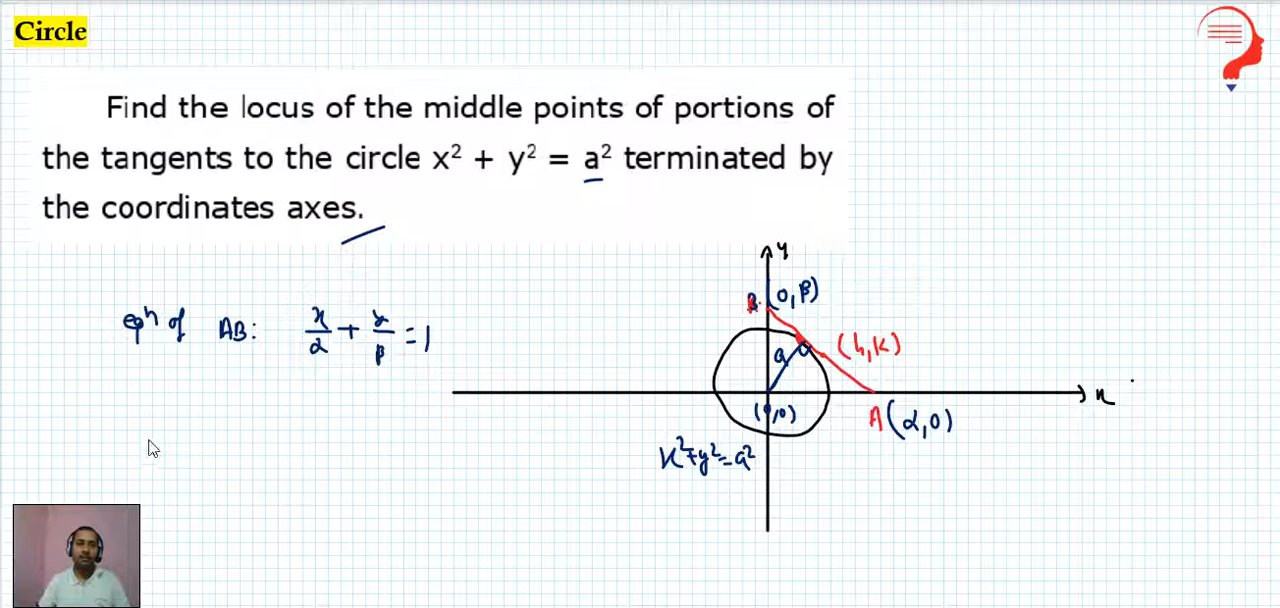 Circle
Find the locus of the middle points of portions of
the tangents to the circle x² + y² = a² terminated by
the coordinates axes.
y
B (0, β)
eqⁿ of AB: x/α + y/β = 1
a (h, k)
x
(0,0) A (α, 0)
x²+y²=a²